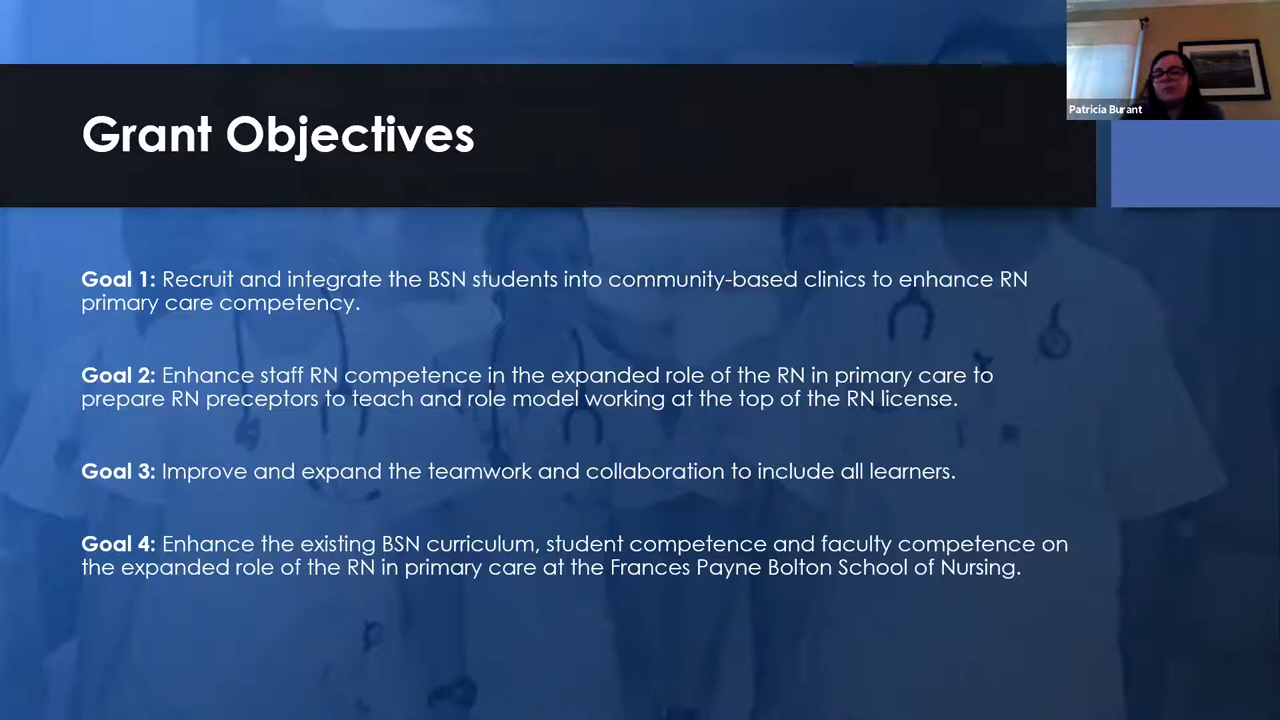 Patricia Burant
Grant Objectives
Goal 1: Recruit and integrate the BSN students into community-based clinics to enhance RN
primary care competency.
Goal 2: Enhance staff RN competence in the expanded role of the RN in primary care to
prepare RN preceptors to teach and role model working at the top of the RN license.
Goal 3: Improve and expand the teamwork and collaboration to include all learners.
Goal 4: Enhance the existing BSN curriculum, student competence and faculty competence on
the expanded role of the RN in primary care at the Frances Payne Bolton School of Nursing.